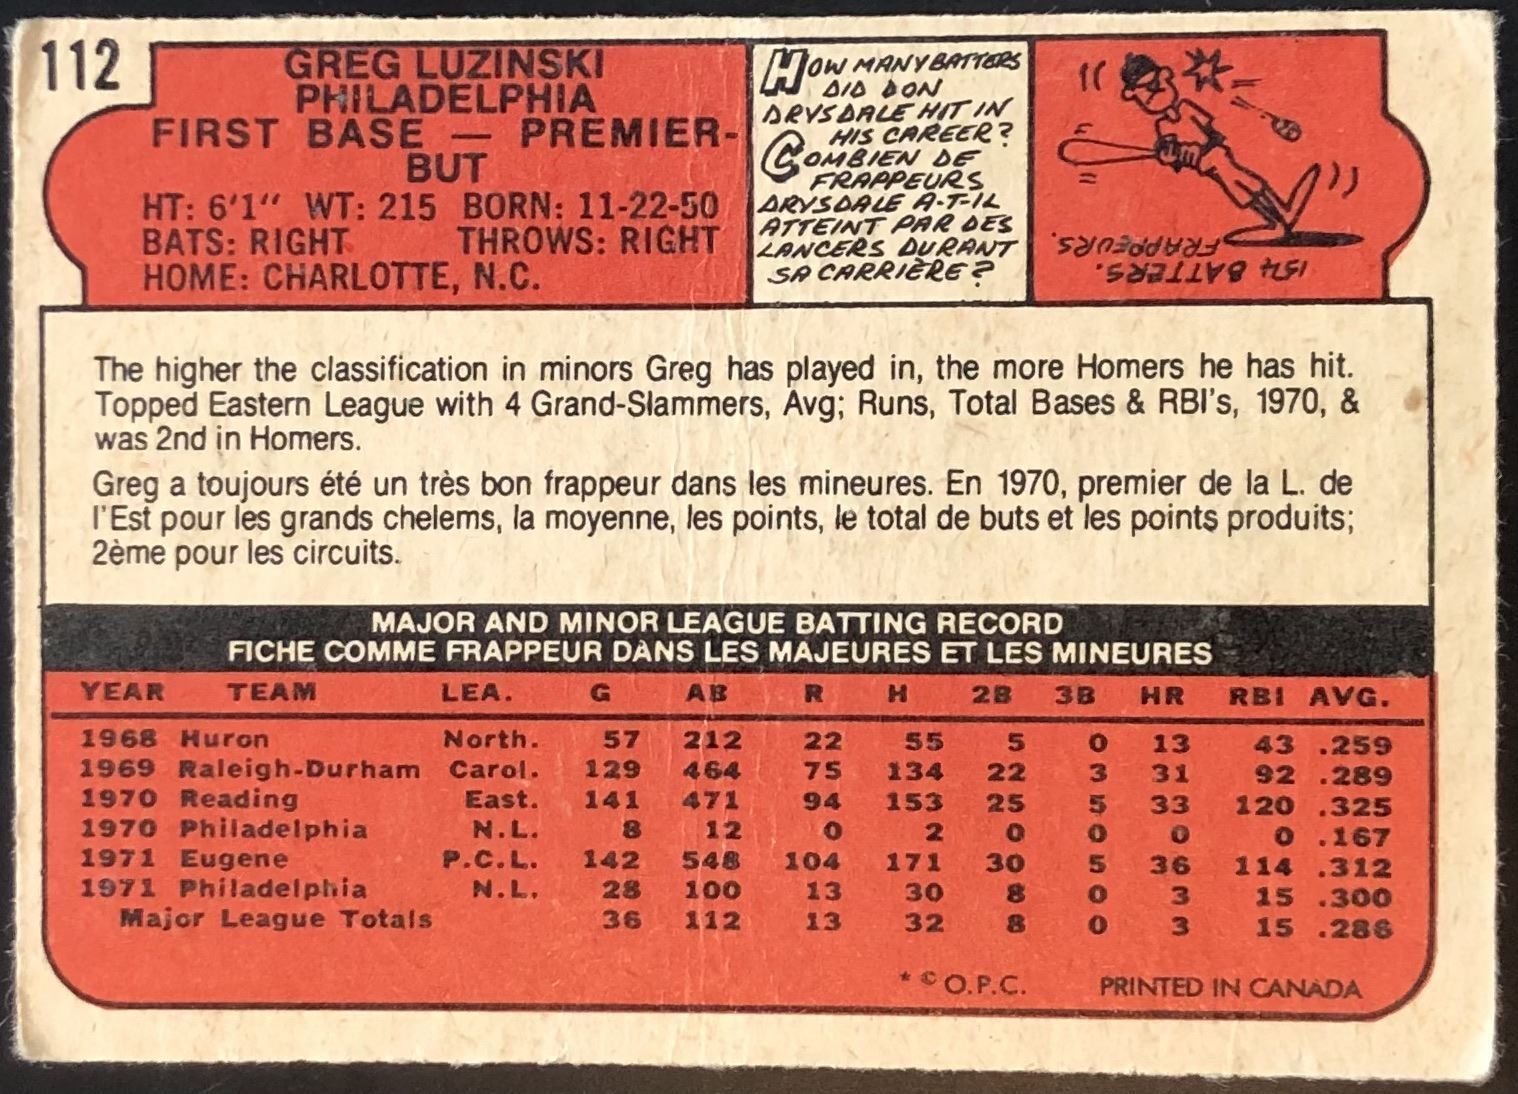 112
GREG LUZINSKI
PHILADELPHIA
FIRST BASE — PREMIER-
BUT
HT: 6'1" WT: 215 BORN: 11-22-50
BATS: RIGHT THROWS: RIGHT
HOME: CHARLOTTE, N.C.
HOW MANY BATTERS
DID DON
DRYSDALE HIT IN
HIS CAREER?
COMBIEN DE
FRAPPEURS
DRYSDALE A-T-IL
ATTEINT PAR DES
LANCERS DURANT
SA CARRIÈRE?
154 BATTERS.
FRAPPEURS.
The higher the classification in minors Greg has played in, the more Homers he has hit.
Topped Eastern League with 4 Grand-Slammers, Avg; Runs, Total Bases & RBI's, 1970, &
was 2nd in Homers.
Greg a toujours été un très bon frappeur dans les mineures. En 1970, premier de la L. de
l'Est pour les grands chelems, la moyenne, les points, le total de buts et les points produits;
2ème pour les circuits.
MAJOR AND MINOR LEAGUE BATTING RECORD
FICHE COMME FRAPPEUR DANS LES MAJEURES ET LES MINEURES
YEAR TEAM LEA. G AB R H 2B 3B HR RBI AVG.
1968 Huron North. 57 212 22 55 5 0 13 43 .259
1969 Raleigh-Durham Carol. 129 464 75 134 22 3 31 92 .289
1970 Reading East. 141 471 94 153 25 5 33 120 .325
1970 Philadelphia N.L. 8 12 0 2 0 0 0 0 .167
1971 Eugene P.C.L. 142 548 104 171 30 5 36 114 .312
1971 Philadelphia N.L. 28 100 13 30 8 0 3 15 .300
Major League Totals 36 112 13 32 8 0 3 15 .286
* © O.P.C. PRINTED IN CANADA